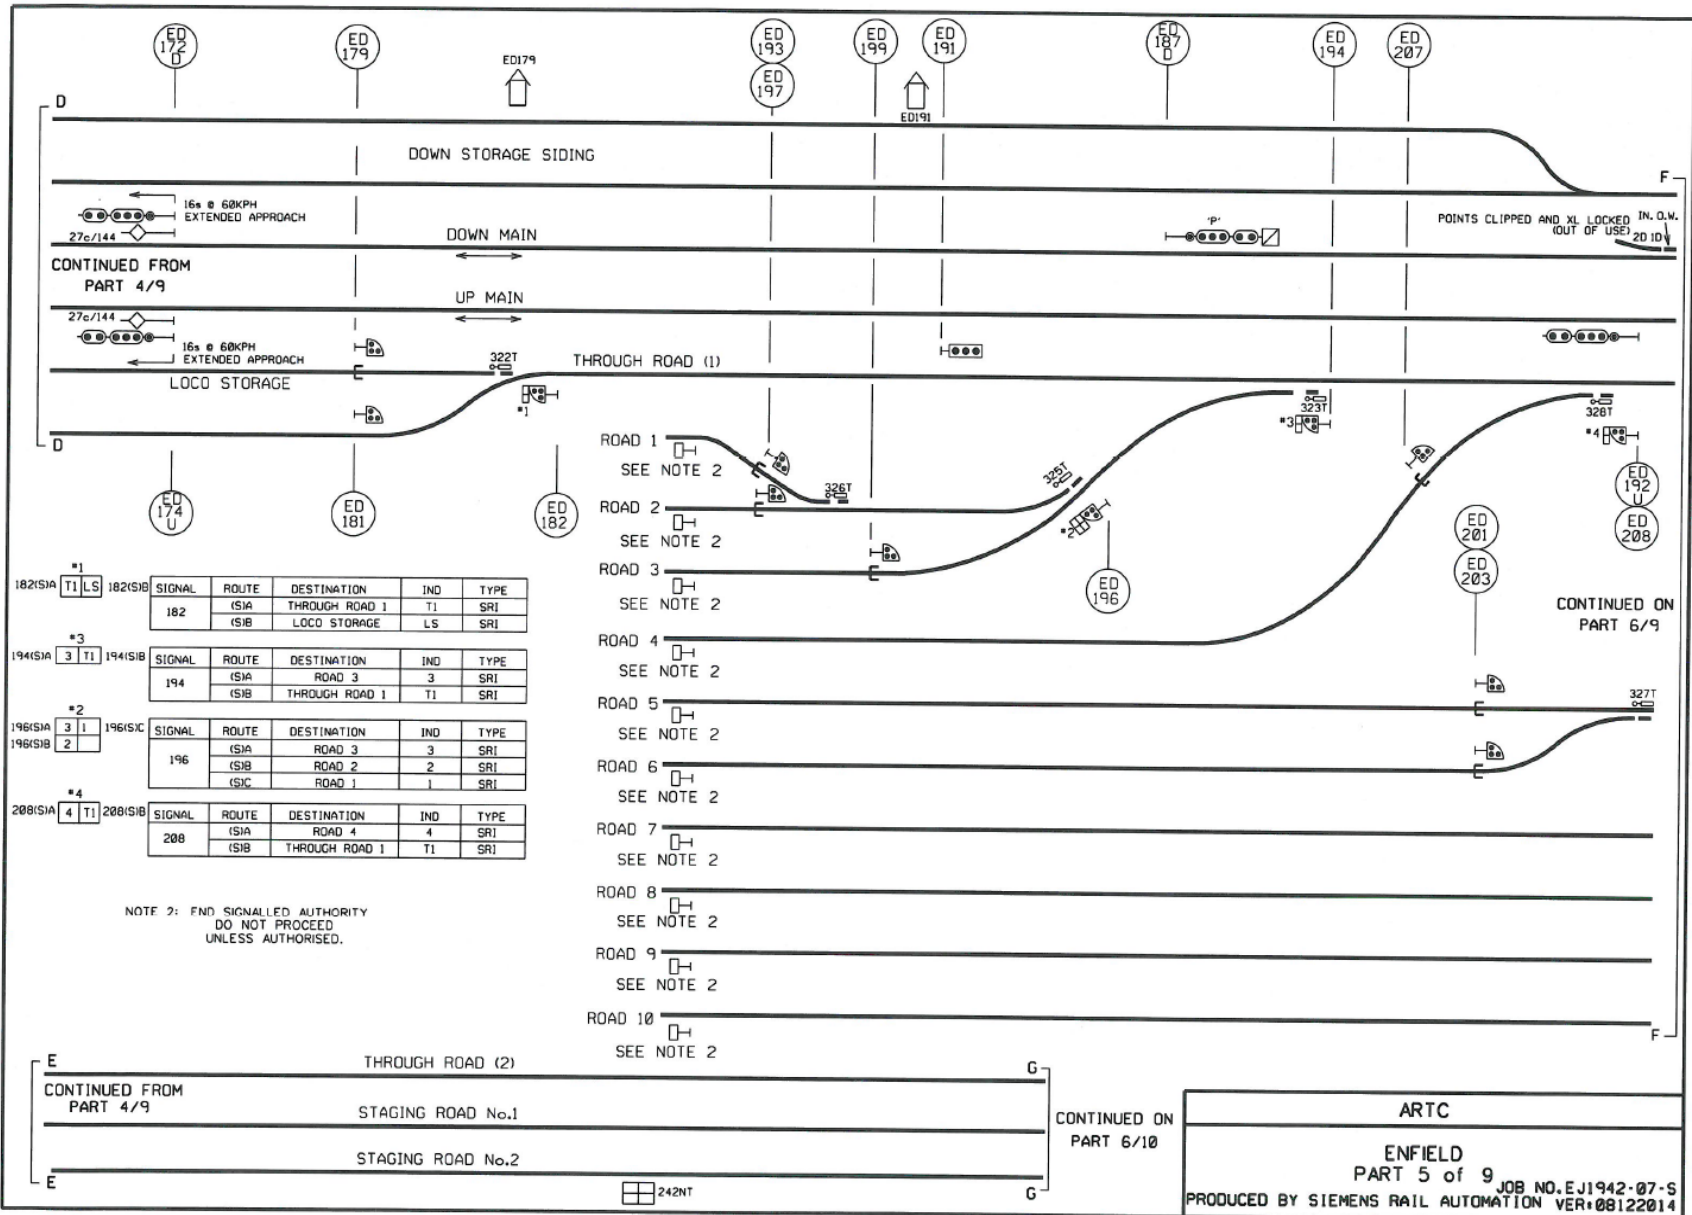 ED 172 D
ED 179
ED179
ED 193
ED 197
ED 199
ED 191
ED191
ED 187 D
ED 194
ED 207
D
DOWN STORAGE SIDING
F
16s @ 60KPH
EXTENDED APPROACH
27c/144
DOWN MAIN
'P'
POINTS CLIPPED AND XL LOCKED
(OUT OF USE)
IN. O.W.
2D 1D
CONTINUED FROM
PART 4/9
UP MAIN
27c/144
16s @ 60KPH
EXTENDED APPROACH
LOCO STORAGE
322T
THROUGH ROAD (1)
*1
D
323T
*3
328T
*4
ROAD 1
SEE NOTE 2
326T
325T
*2
ROAD 2
SEE NOTE 2
ROAD 3
SEE NOTE 2
ED 174 U
ED 181
ED 182
ED 196
ED 192 U
ED 208
ED 201
ED 203
CONTINUED ON
PART 6/9
ROAD 4
SEE NOTE 2
ROAD 5
SEE NOTE 2
327T
ROAD 6
SEE NOTE 2
ROAD 7
SEE NOTE 2
ROAD 8
SEE NOTE 2
ROAD 9
SEE NOTE 2
ROAD 10
SEE NOTE 2
F
*1
182(S)A T1 LS 182(S)B
SIGNAL ROUTE DESTINATION IND TYPE
182 (S)A THROUGH ROAD 1 T1 SRI
(S)B LOCO STORAGE LS SRI
*3
194(S)A 3 T1 194(S)B
SIGNAL ROUTE DESTINATION IND TYPE
194 (S)A ROAD 3 3 SRI
(S)B THROUGH ROAD 1 T1 SRI
*2
196(S)A 3 1 196(S)C
196(S)B 2
SIGNAL ROUTE DESTINATION IND TYPE
196 (S)A ROAD 3 3 SRI
(S)B ROAD 2 2 SRI
(S)C ROAD 1 1 SRI
*4
208(S)A 4 T1 208(S)B
SIGNAL ROUTE DESTINATION IND TYPE
208 (S)A ROAD 4 4 SRI
(S)B THROUGH ROAD 1 T1 SRI
NOTE 2: END SIGNALLED AUTHORITY
DO NOT PROCEED
UNLESS AUTHORISED.
E
THROUGH ROAD (2)
G
CONTINUED FROM
PART 4/9
STAGING ROAD No.1
CONTINUED ON
PART 6/10
STAGING ROAD No.2
E
242NT
G
ARTC
ENFIELD
PART 5 of 9
JOB NO.EJ1942-07-S
PRODUCED BY SIEMENS RAIL AUTOMATION VER:08122014